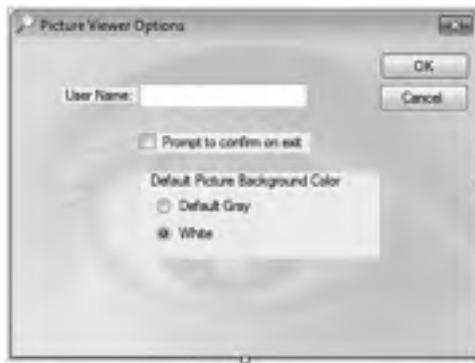 Picture Viewer Options
OK
User Name:
Cancel
Prompt to confirm on exit
Default Picture Background Color
Default Gray
White